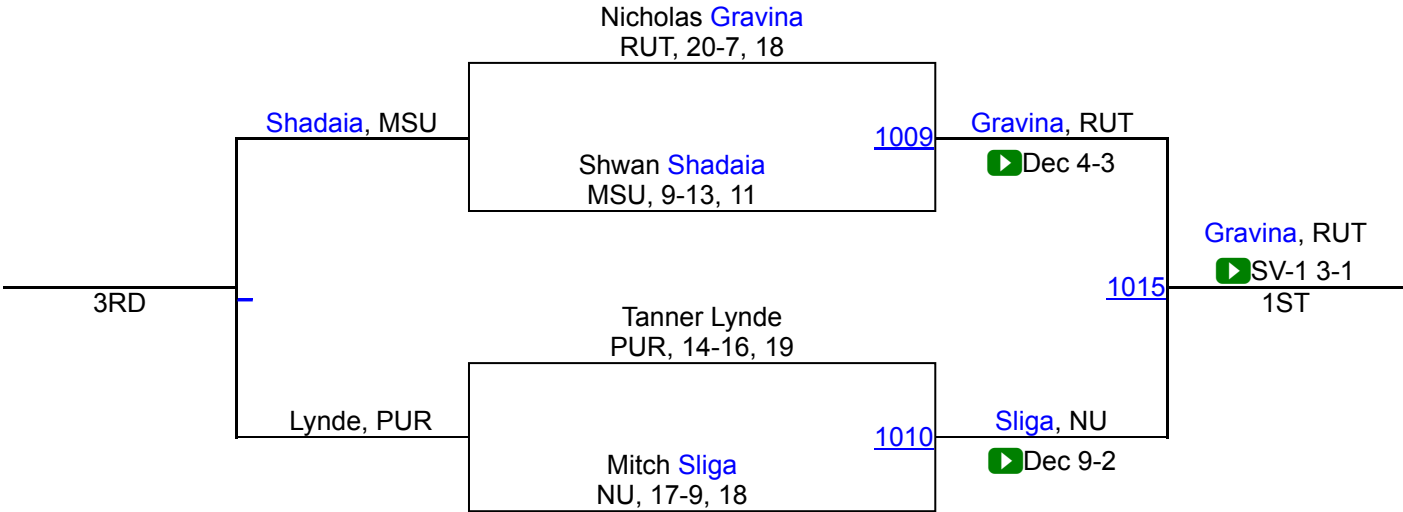 Nicholas Gravina
RUT, 20-7, 18
Shadaia, MSU
1009
Gravina, RUT
Dec 4-3
Shwan Shadaia
MSU, 9-13, 11
Gravina, RUT
SV-1 3-1
1015
1ST
3RD
Tanner Lynde
PUR, 14-16, 19
Lynde, PUR
1010
Sliga, NU
Dec 9-2
Mitch Sliga
NU, 17-9, 18